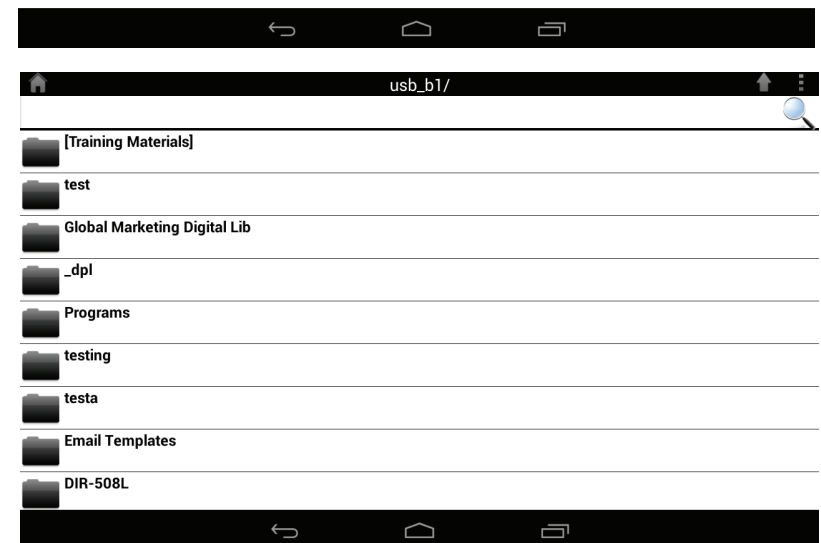 usb_b1/
[Training Materials]
test
Global Marketing Digital Lib
_dpl
Programs
testing
testa
Email Templates
DIR-508L